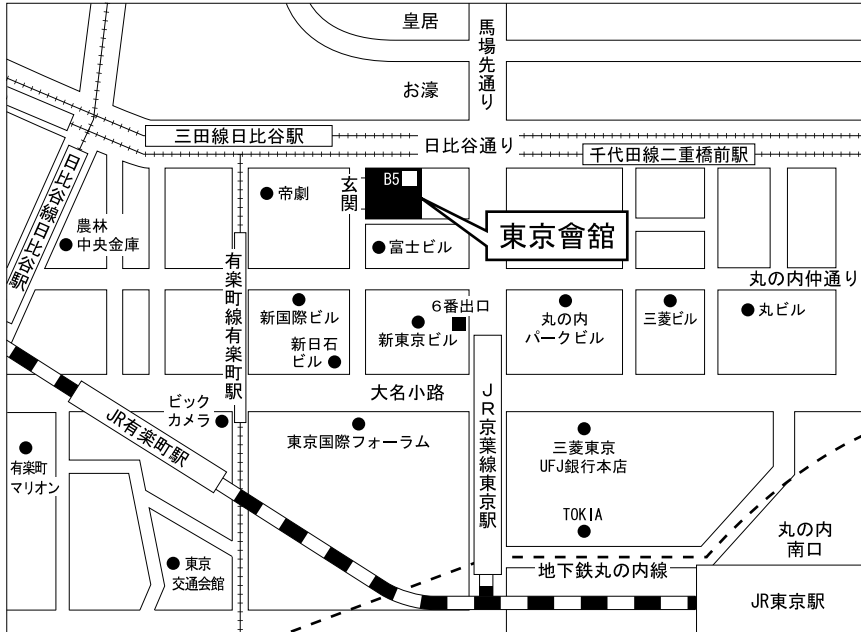 皇居
馬場先通り
お濠
三田線日比谷駅
日比谷通り
千代田線二重橋前駅
日比谷線日比谷駅
B5
玄関
帝劇
東京會舘
農林
中央金庫
富士ビル
有楽町線有楽町駅
丸の内仲通り
新国際ビル
6番出口
新東京ビル
丸の内
パークビル
三菱ビル
丸ビル
新日石
ビル
大名小路
JR京葉線東京駅
ビック
カメラ
JR有楽町駅
東京国際フォーラム
三菱東京
UFJ銀行本店
有楽町
マリオン
TOKIA
丸の内
南口
東京
交通会館
地下鉄丸の内線
JR東京駅